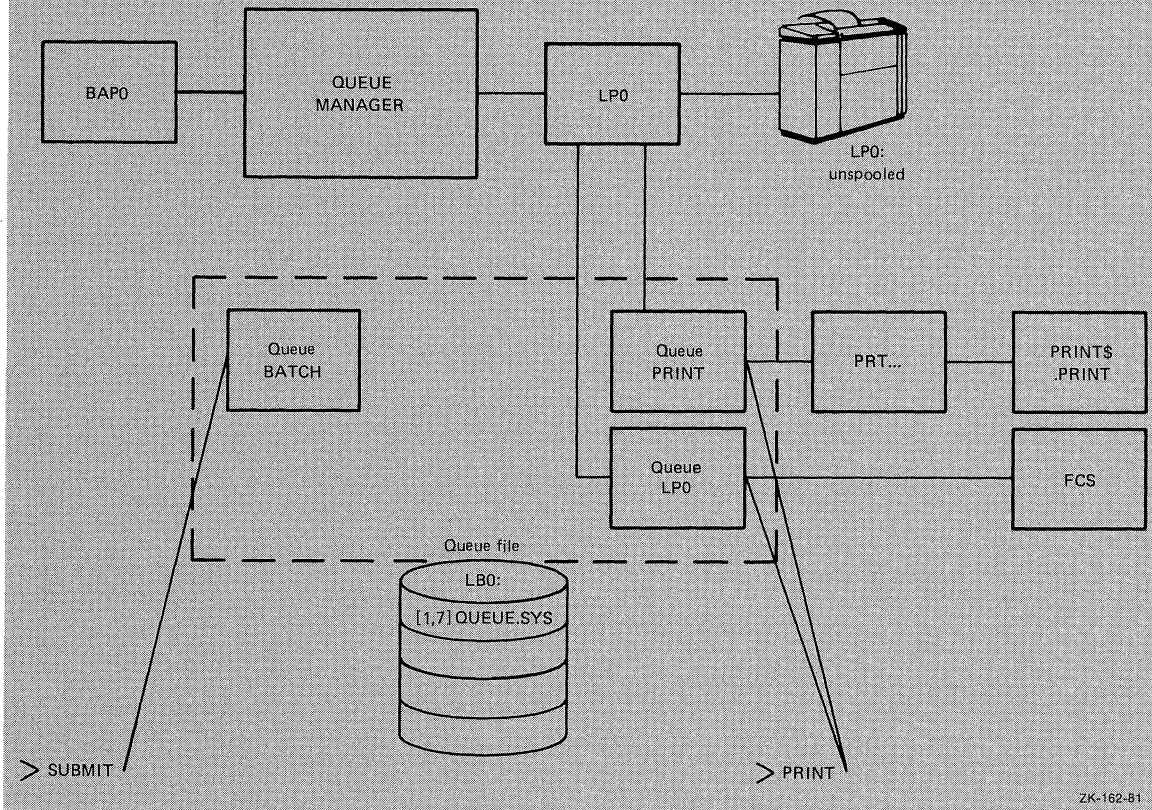 BAP0
QUEUE
MANAGER
LP0
LP0:
unspooled
Queue
BATCH
Queue
PRINT
PRT...
PRINT$
.PRINT
Queue
LP0
FCS
Queue file
LB0:
[1,7] QUEUE.SYS
> SUBMIT
> PRINT
ZK-162-81